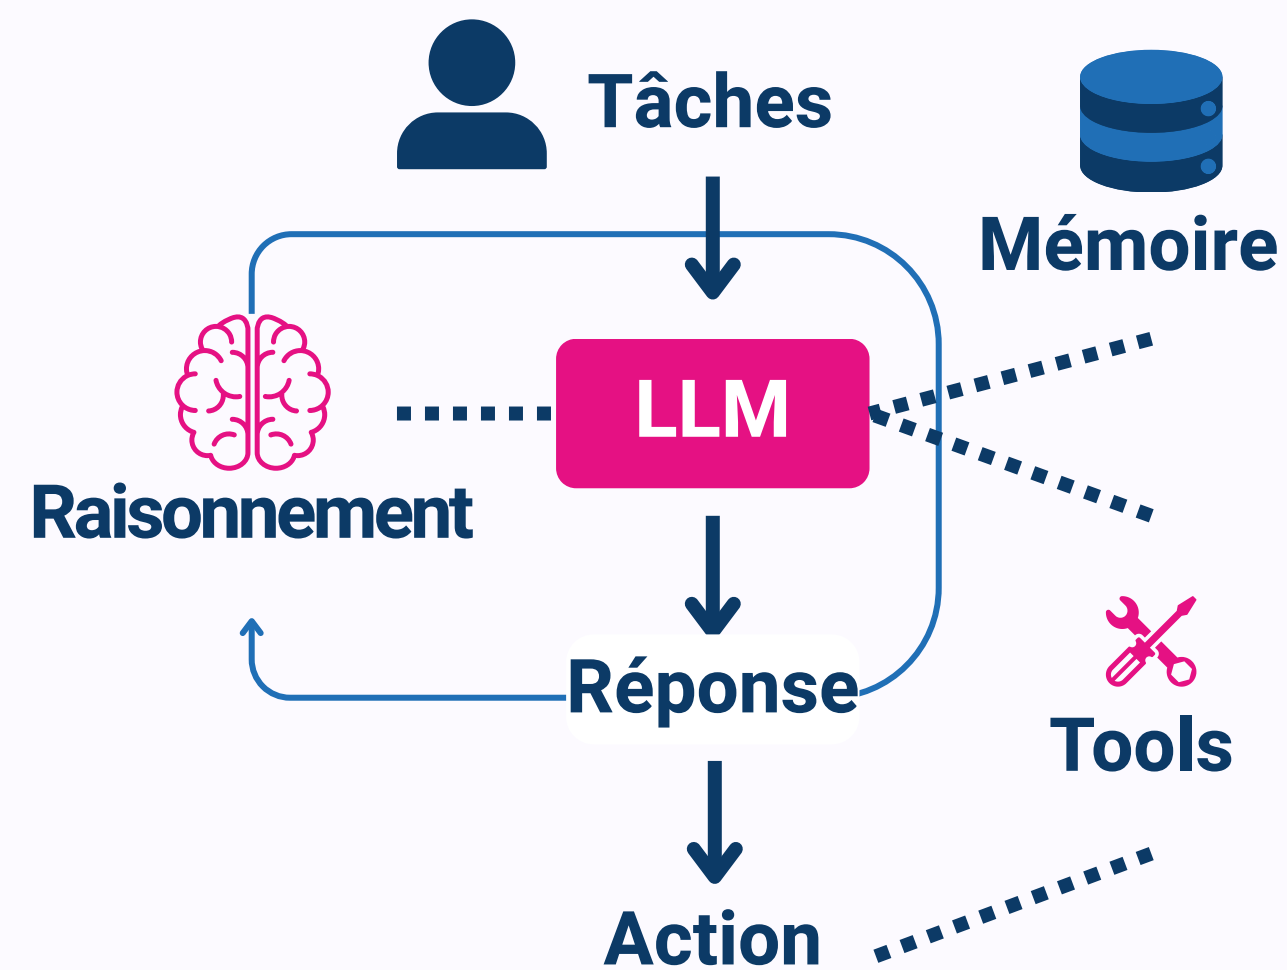 Tâches
Mémoire
LLM
Raisonnement
Réponse
Tools
Action